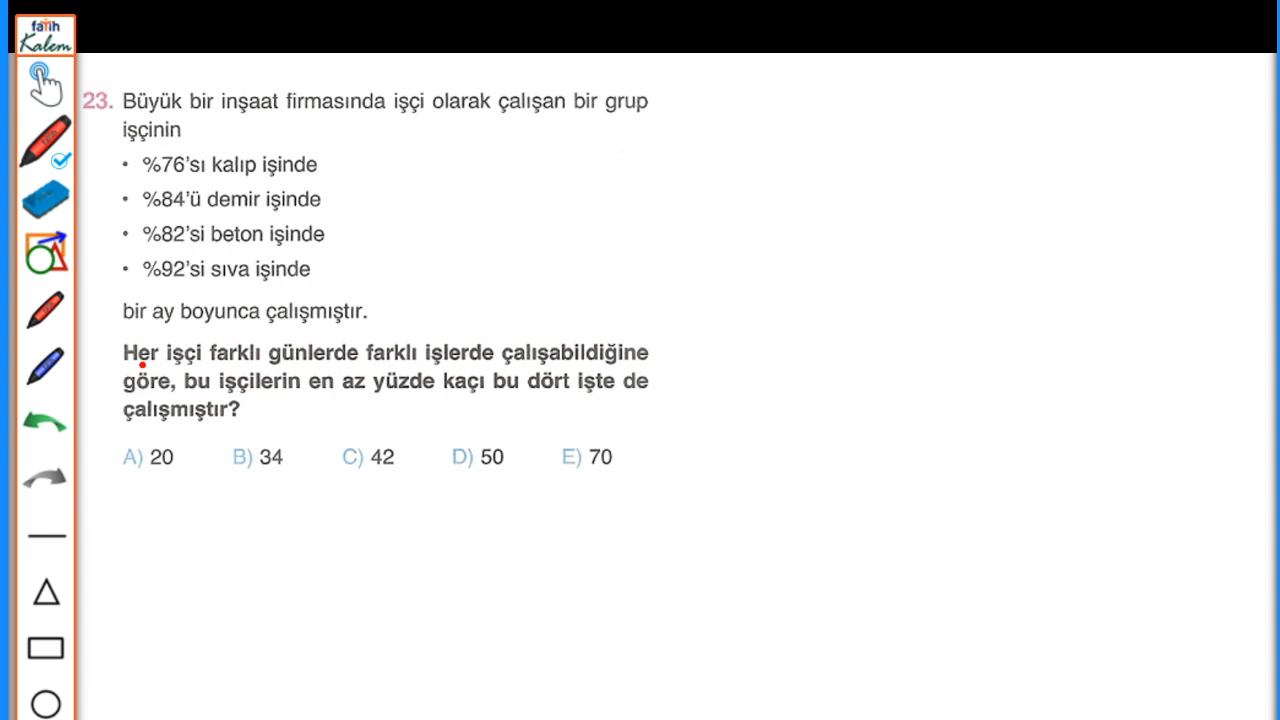 fatih
Kalem
23. Büyük bir inşaat firmasında işçi olarak çalışan bir grup
işçinin
• %76'sı kalıp işinde
• %84'ü demir işinde
• %82'si beton işinde
• %92'si sıva işinde
bir ay boyunca çalışmıştır.
Her işçi farklı günlerde farklı işlerde çalışabildiğine
göre, bu işçilerin en az yüzde kaçı bu dört işte de
çalışmıştır?
A) 20 B) 34 C) 42 D) 50 E) 70